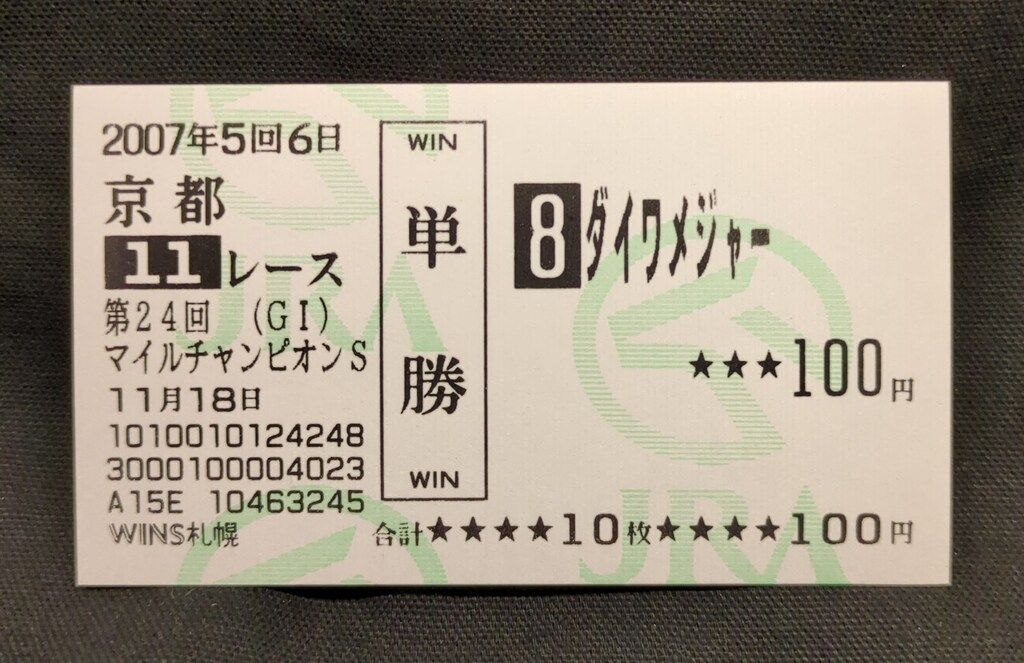 2007年5回6日
京都
11レース
第24回 (GI)
マイルチャンピオンS
11月18日
1010010124248
3000100004023
A15E 10463245
WINS札幌
WIN
単勝
WIN
8 ダイワメジャー
★★★100円
合計★★★★10枚★★★★100円
JRA
JRA